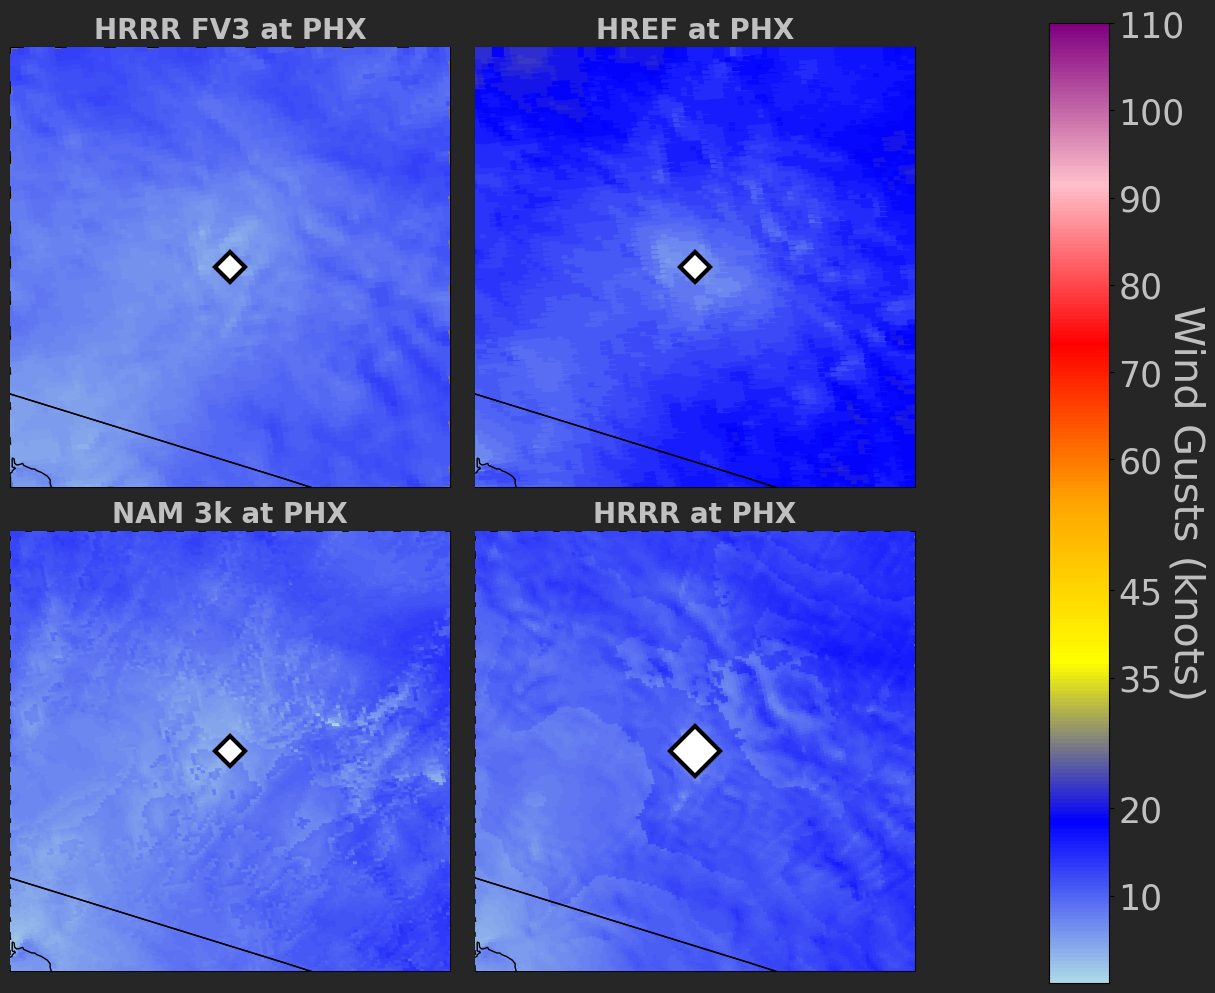 HRRR FV3 at PHX
HREF at PHX
NAM 3k at PHX
HRRR at PHX
110
100
90
80
70
60
45
35
20
10
Wind Gusts (knots)